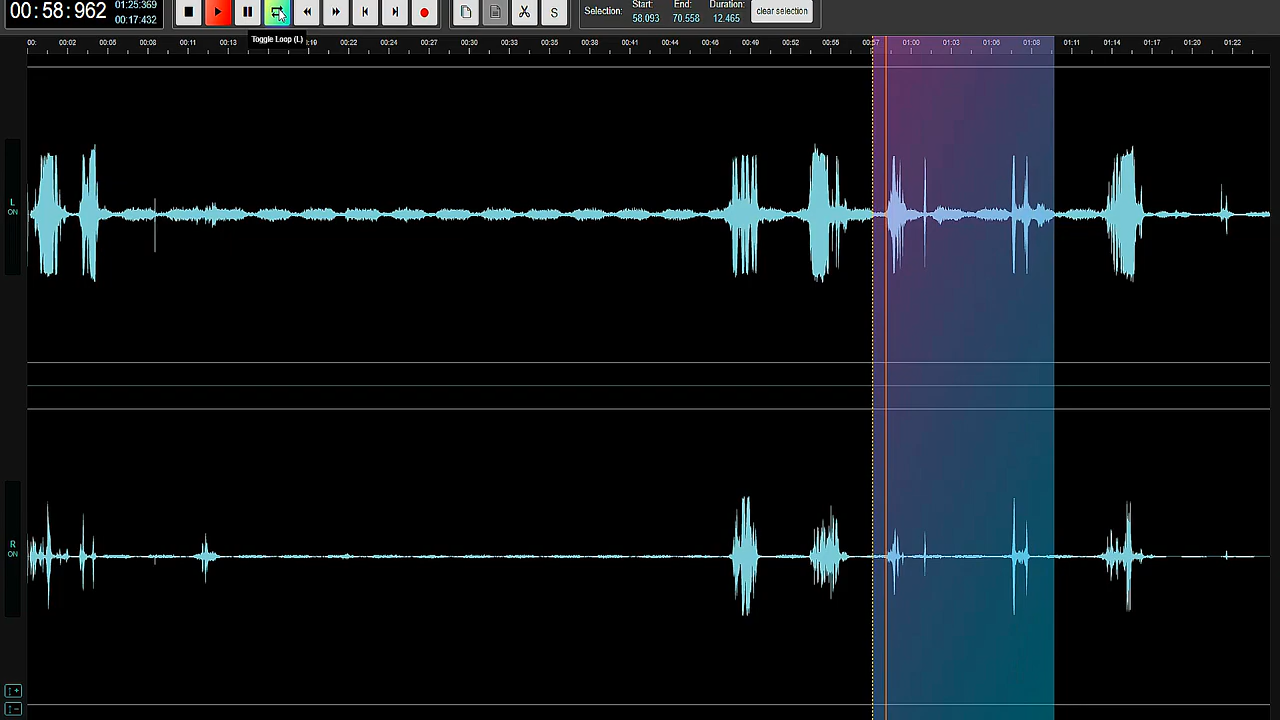 00:58:962
01:25:369
00:17:432
S
Selection:
Start:
58.093
End:
70.558
Duration:
12.465
clear selection
Toggle Loop (L)
00: 00:02 00:05 00:08 00:11 00:13 :19 00:22 00:24 00:27 00:30 00:33 00:35 00:38 00:41 00:44 00:46 00:49 00:52 00:55 00:57 01:00 01:03 01:06 01:08 01:11 01:14 01:17 01:20 01:22
L
ON
R
ON